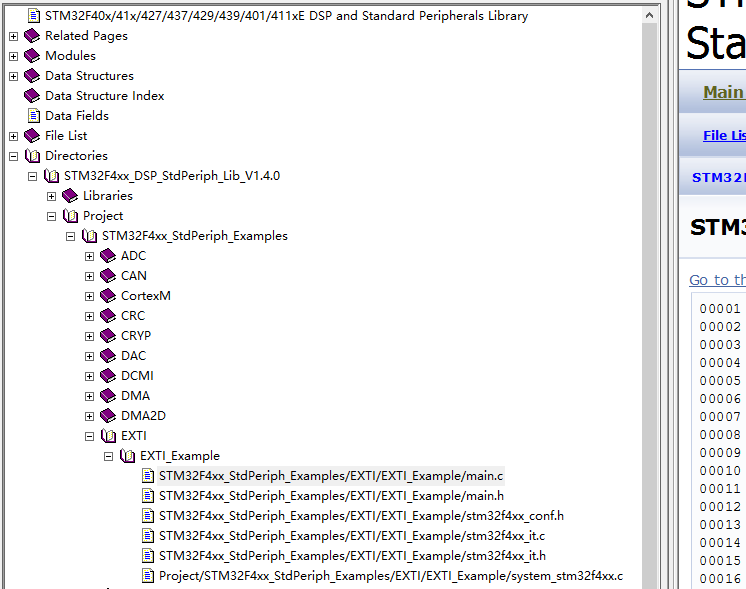 STM32F40x/41x/427/437/429/439/401/411xE DSP and Standard Peripherals Library
Related Pages
Modules
Data Structures
Data Structure Index
Data Fields
File List
Directories
STM32F4xx_DSP_StdPeriph_Lib_V1.4.0
Libraries
Project
STM32F4xx_StdPeriph_Examples
ADC
CAN
CortexM
CRC
CRYP
DAC
DCMI
DMA
DMA2D
EXTI
EXTI_Example
STM32F4xx_StdPeriph_Examples/EXTI/EXTI_Example/main.c
STM32F4xx_StdPeriph_Examples/EXTI/EXTI_Example/main.h
STM32F4xx_StdPeriph_Examples/EXTI/EXTI_Example/stm32f4xx_conf.h
STM32F4xx_StdPeriph_Examples/EXTI/EXTI_Example/stm32f4xx_it.c
STM32F4xx_StdPeriph_Examples/EXTI/EXTI_Example/stm32f4xx_it.h
Project/STM32F4xx_StdPeriph_Examples/EXTI/EXTI_Example/system_stm32f4xx.c
Sta
Main
File Lis
STM32F
STM3
Go to th
00001
00002
00003
00004
00005
00006
00007
00008
00009
00010
00011
00012
00013
00014
00015
00016